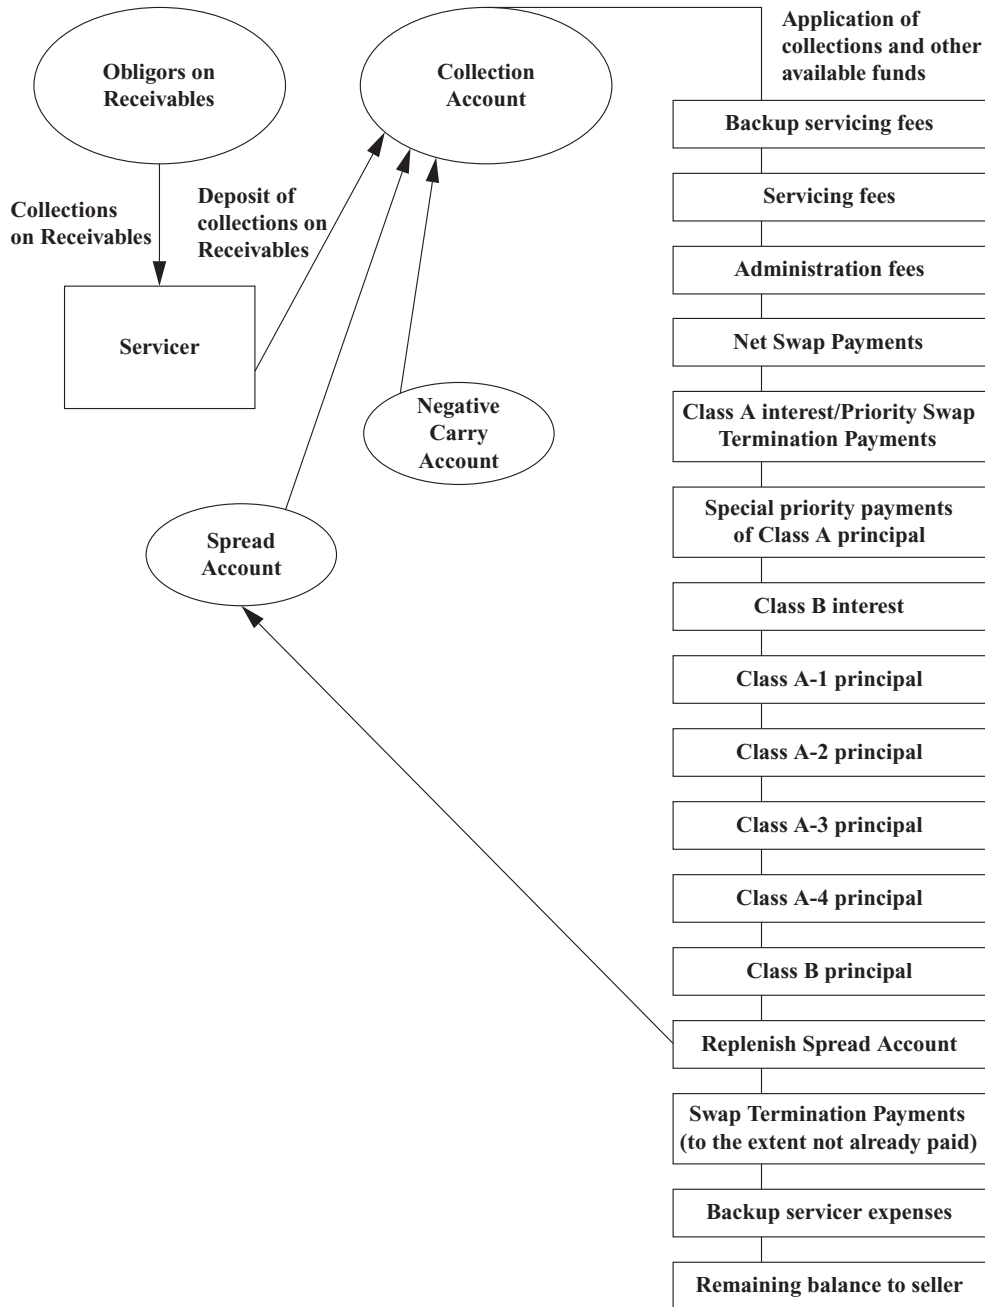 Obligors on
Receivables
Collection
Account
Application of
collections and other
available funds
Collections
on Receivables
Deposit of
collections on
Receivables
Servicer
Negative
Carry
Account
Spread
Account
Backup servicing fees
Servicing fees
Administration fees
Net Swap Payments
Class A interest/Priority Swap
Termination Payments
Special priority payments
of Class A principal
Class B interest
Class A-1 principal
Class A-2 principal
Class A-3 principal
Class A-4 principal
Class B principal
Replenish Spread Account
Swap Termination Payments
(to the extent not already paid)
Backup servicer expenses
Remaining balance to seller